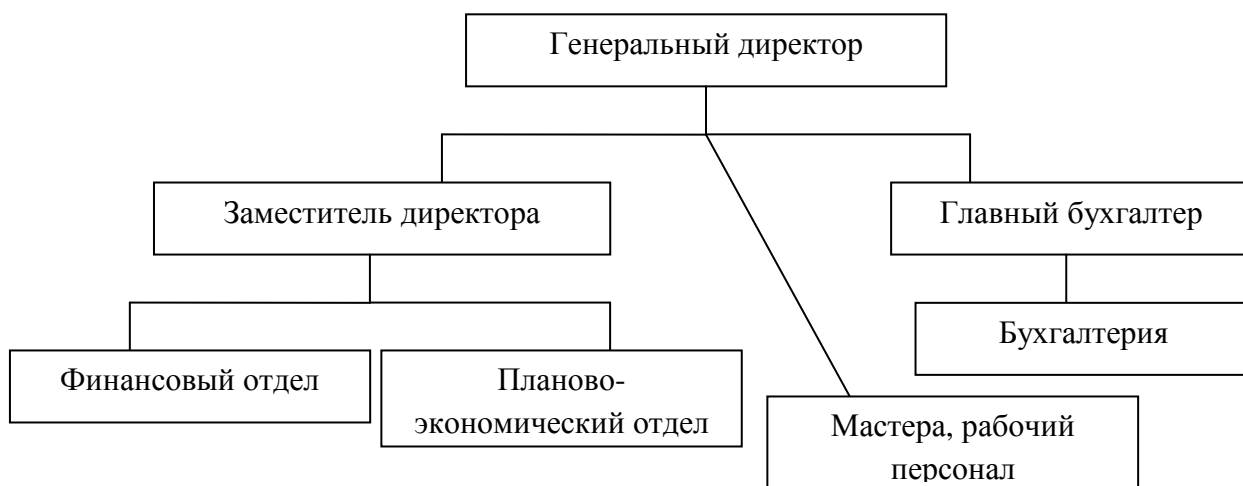 Генеральный директор
Заместитель директора
Главный бухгалтер
Бухгалтерия
Финансовый отдел
Планово-
экономический отдел
Мастера, рабочий
персонал